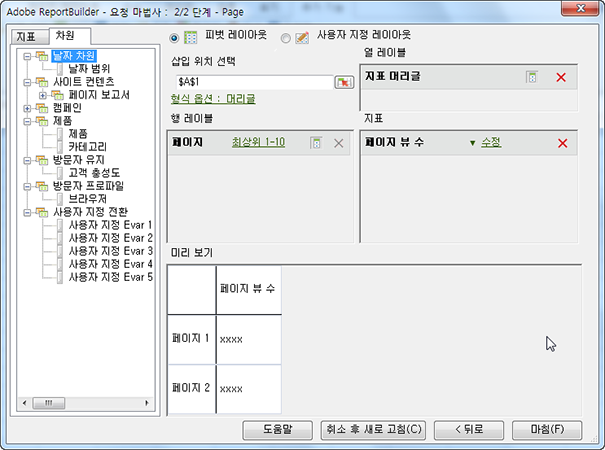 Adobe ReportBuilder - 요청 마법사 : 2/2 단계 - Page
지표 차원
날짜 차원
날짜 범위
사이트 컨텐츠
페이지 보고서
캠페인
제품
제품
카테고리
방문자 유지
고객 충성도
방문자 프로파일
브라우저
사용자 지정 전환
사용자 지정 Evar 1
사용자 지정 Evar 2
사용자 지정 Evar 3
사용자 지정 Evar 4
사용자 지정 Evar 5
피벗 레이아웃 사용자 지정 레이아웃
삽입 위치 선택
$A$1
형식 옵션 : 머리글
열 레이블
지표 머리글
행 레이블
페이지 최상위 1-10
지표
페이지 뷰 수 ▼ 수정
미리 보기
페이지 뷰 수
페이지 1 xxxx
페이지 2 xxxx
도움말 취소 후 새로 고침(C) < 뒤로 마침(F)